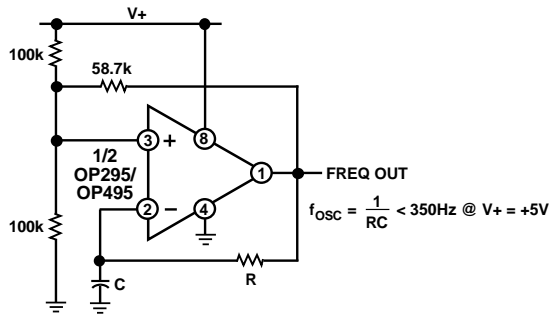 V+
100k
58.7k
3
+
8
1/2
OP295/
OP495
1
FREQ OUT
2
–
4
fOSC = 1/RC < 350Hz @ V+ = +5V
100k
C
R